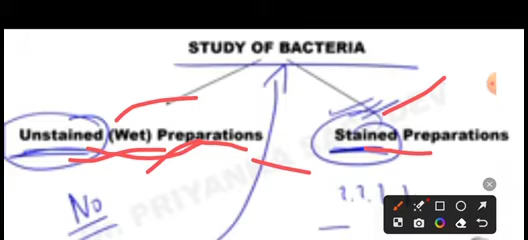 STUDY OF BACTERIA
Unstained (Wet) Preparations
Stained Preparations
No
? ? ! !